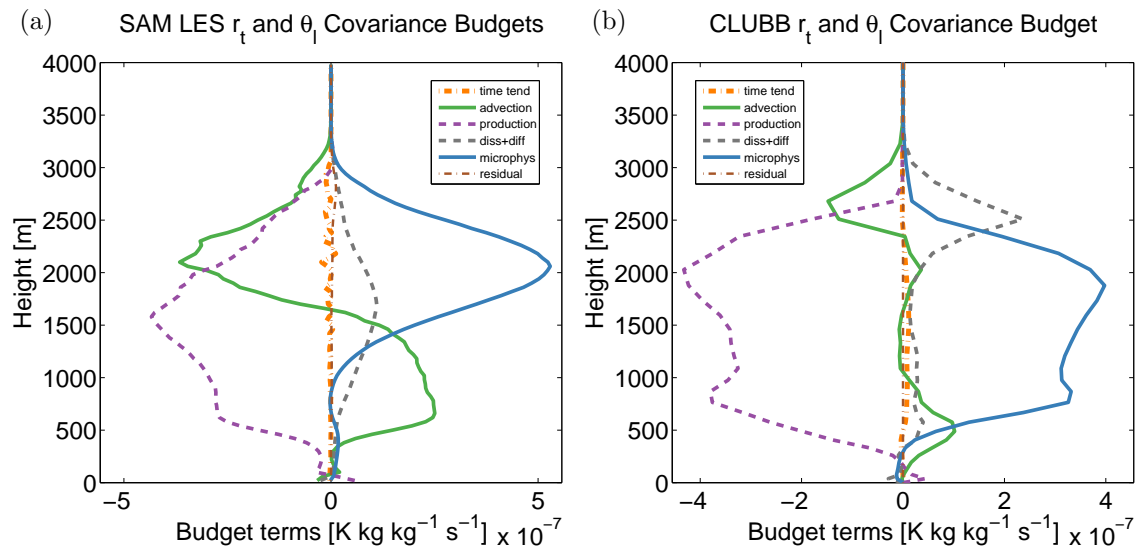 (a) SAM LES r_t and θ_l Covariance Budgets
4000
3500
3000
2500
2000
1500
1000
500
0
Height [m]
time tend
advection
production
diss+diff
microphys
residual
−5 0 5
Budget terms [K kg kg⁻¹ s⁻¹] x 10⁻⁷
(b) CLUBB r_t and θ_l Covariance Budget
4000
3500
3000
2500
2000
1500
1000
500
0
Height [m]
time tend
advection
production
diss+diff
microphys
residual
−4 −2 0 2 4
Budget terms [K kg kg⁻¹ s⁻¹] x 10⁻⁷